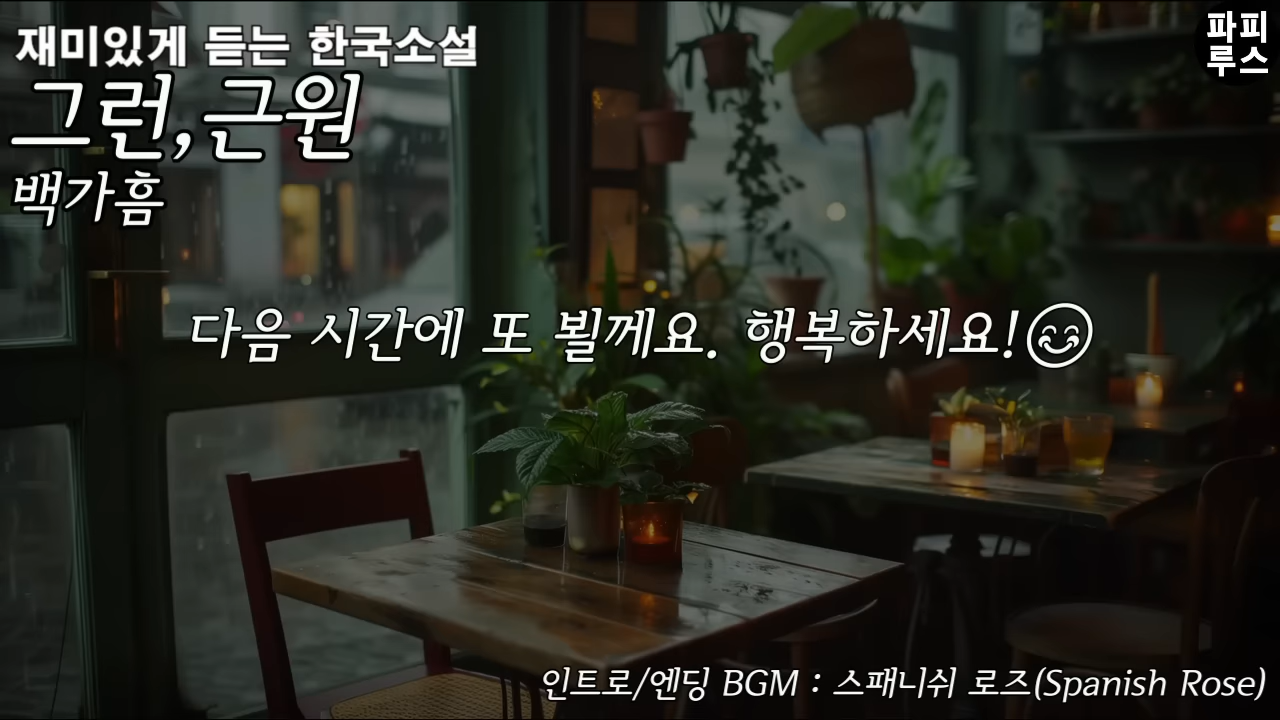 재미있게 듣는 한국소설
그런, 근원
백가흠
파피
루스
다음 시간에 또 뵐께요. 행복하세요!😊
인트로/엔딩 BGM : 스패니쉬 로즈(Spanish Rose)